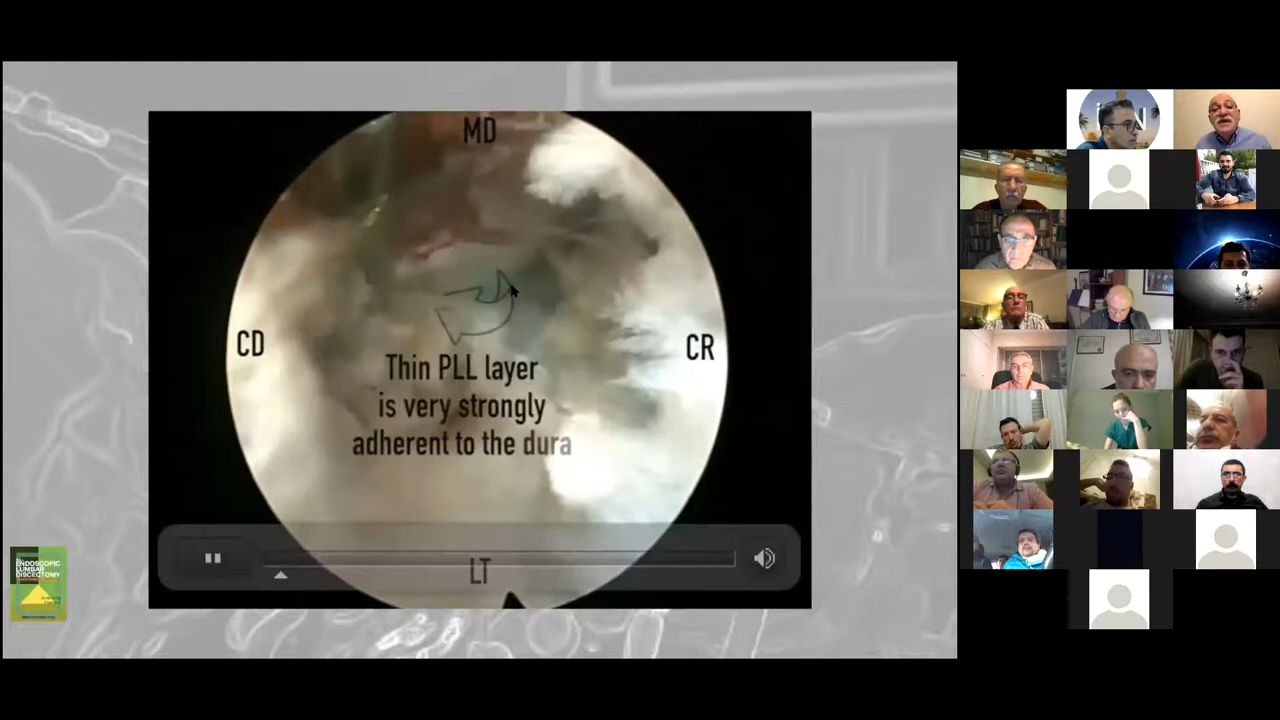 MD
CD
CR
Thin PLL layer
is very strongly
adherent to the dura
LT
ENDOSCOPIC
LUMBAR
DISCECTOMY